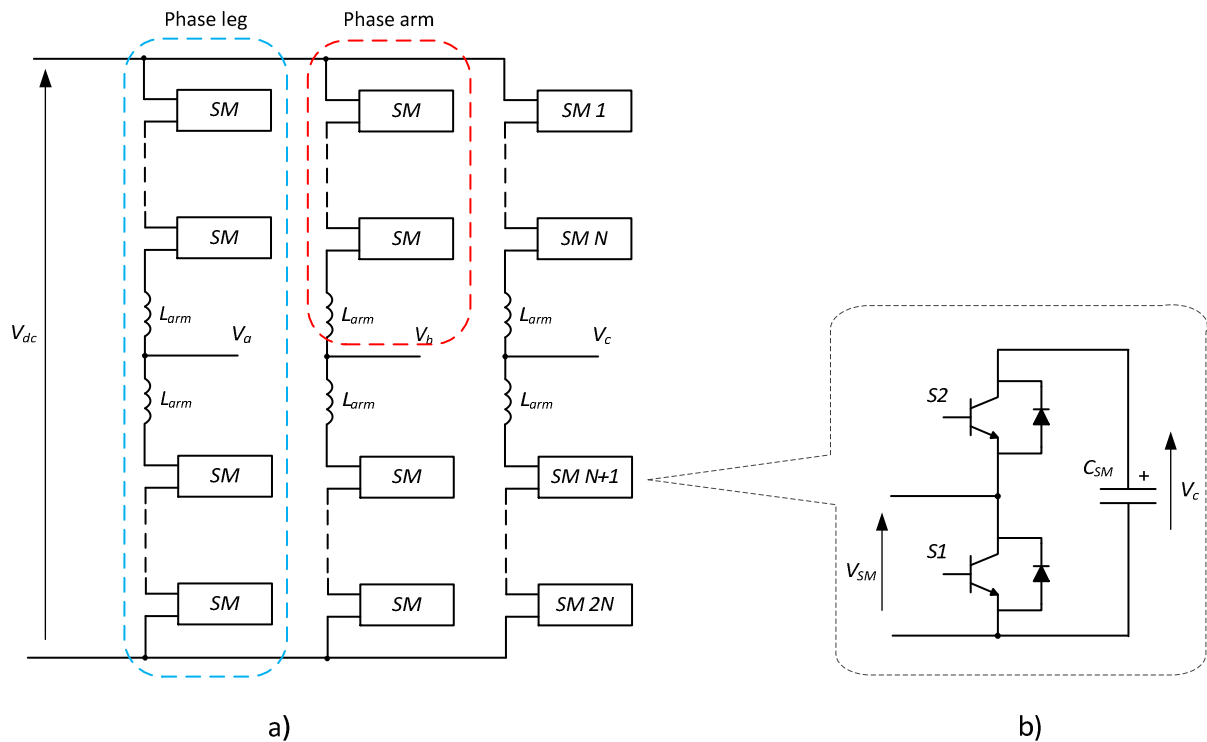 Phase leg Phase arm
SM SM SM 1
SM SM SM N
Larm Larm Larm
Vdc Va Vb Vc
Larm Larm Larm
SM SM SM N+1
SM SM SM 2N
S2
CSM + Vc
S1
VSM
a) b)